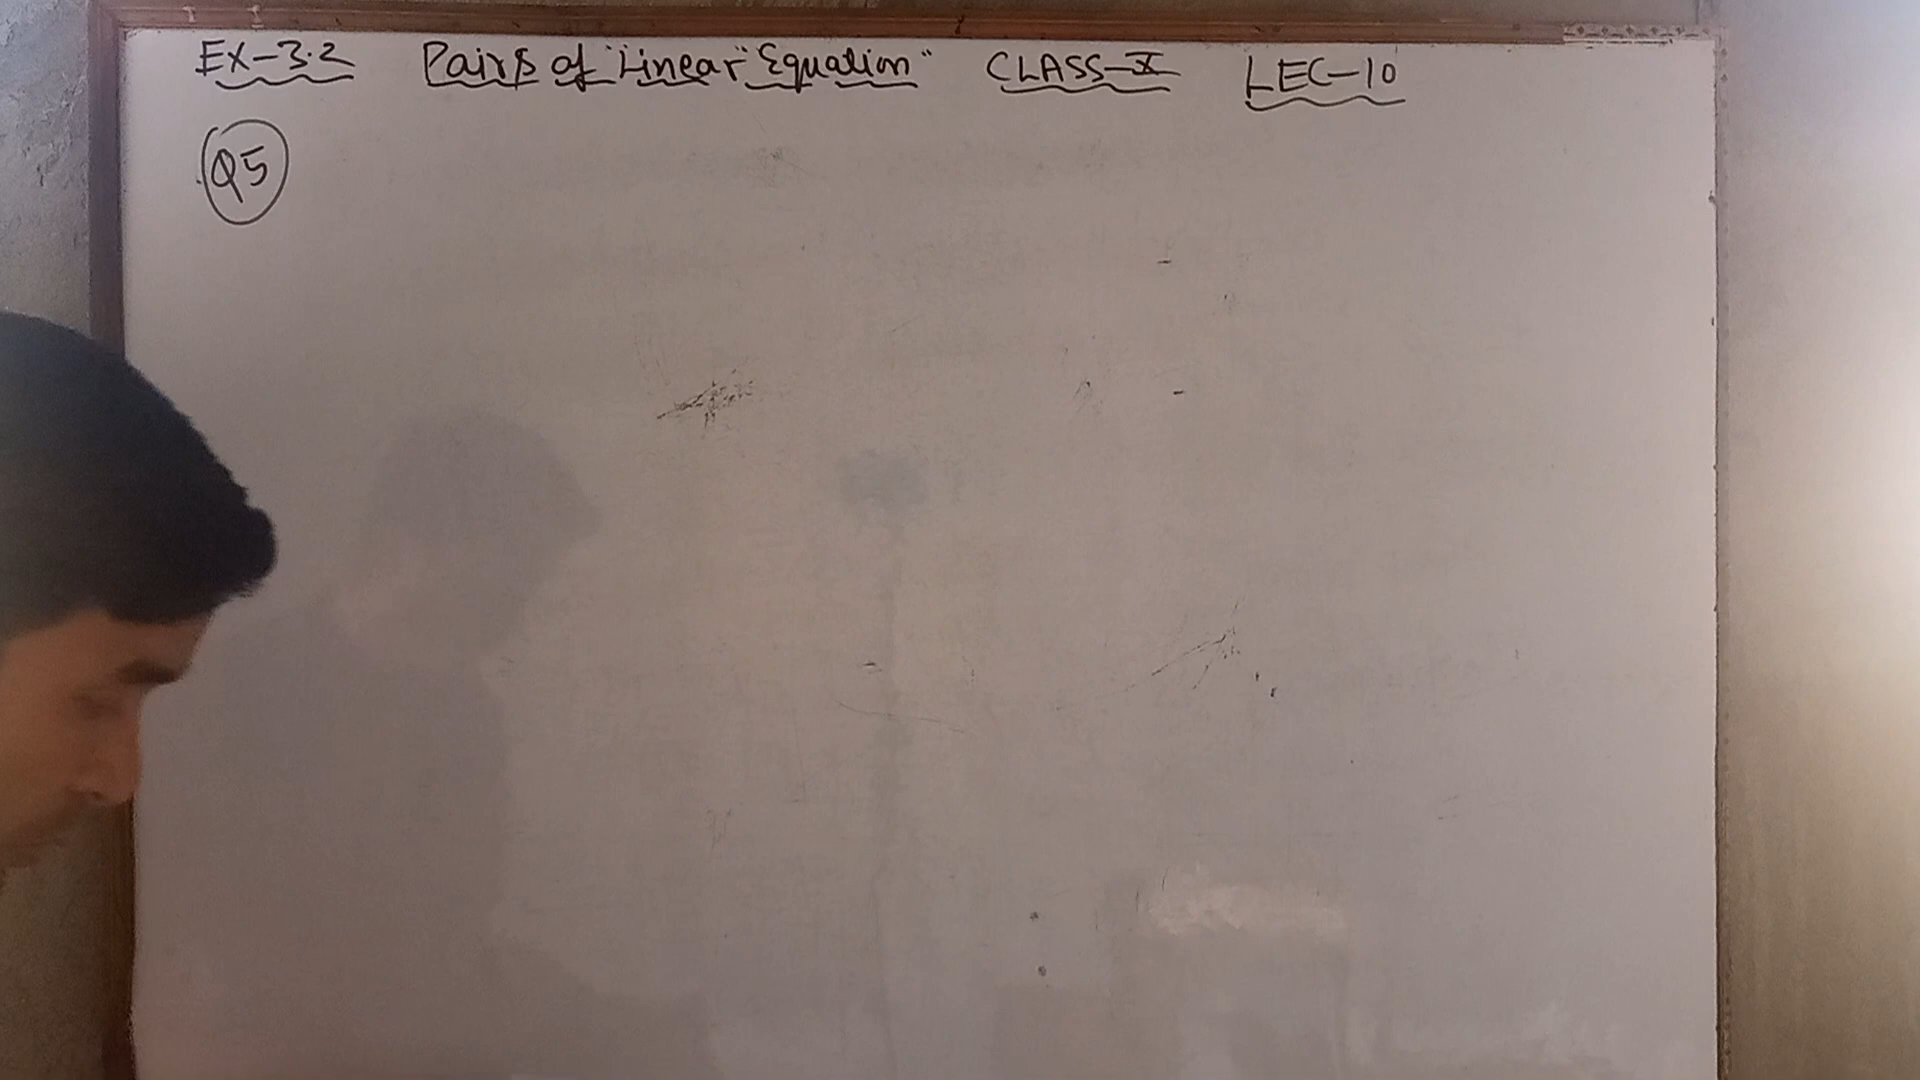 Ex-3.2 Pairs of "Linear" Equation" CLASS-X LEC-10
Q5